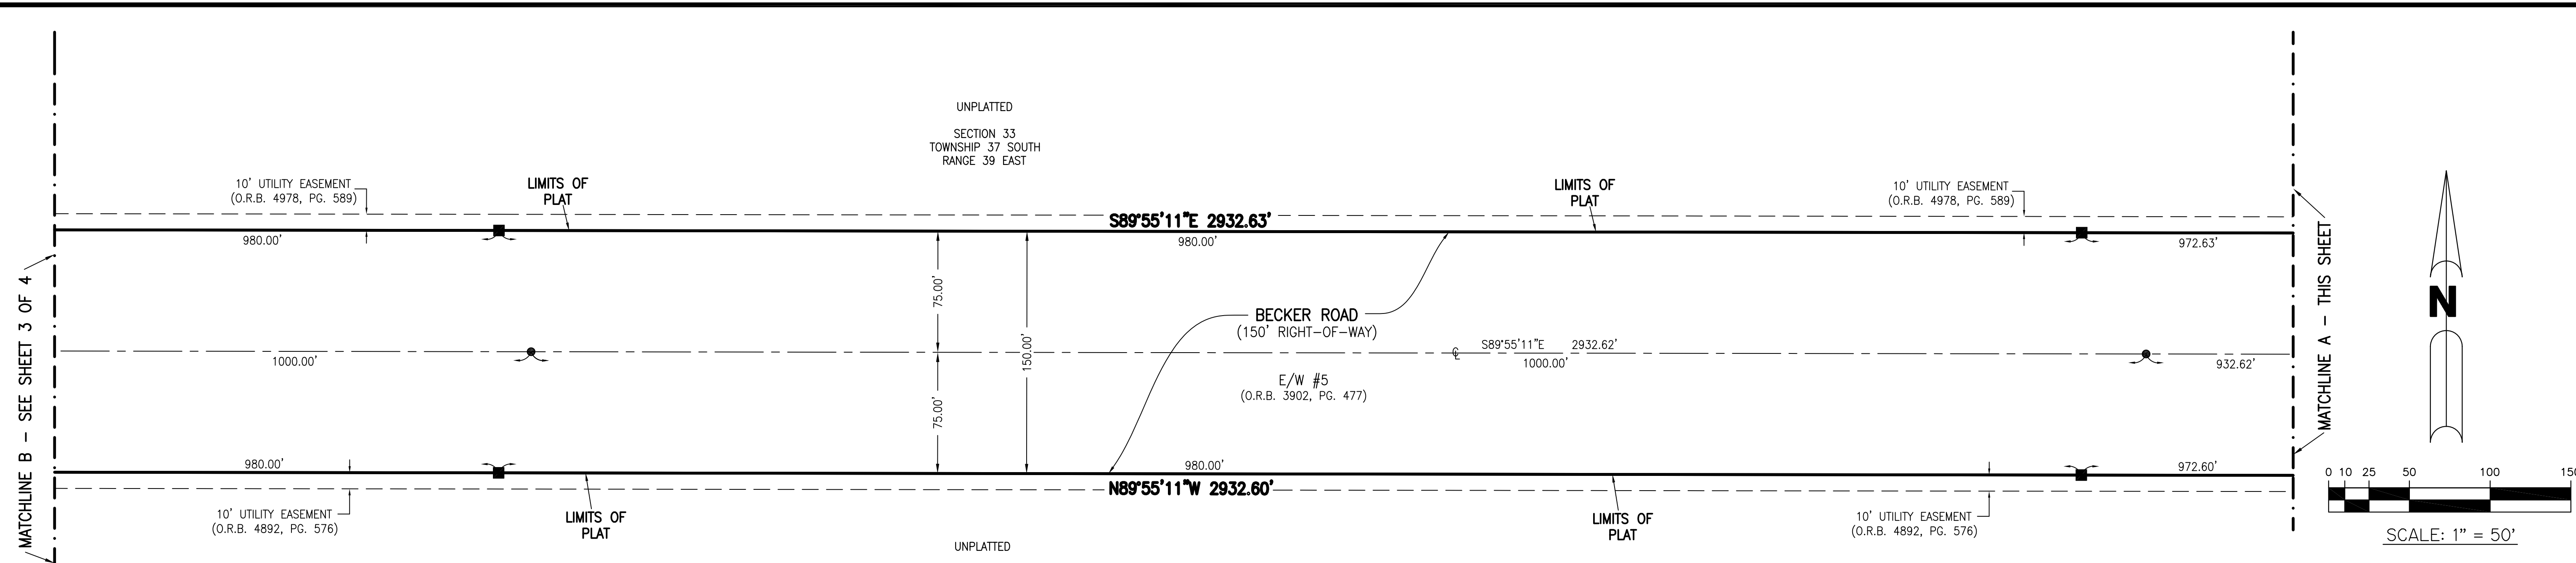 UNPLATTED
SECTION 33
TOWNSHIP 37 SOUTH
RANGE 39 EAST
10' UTILITY EASEMENT
(O.R.B. 4978, PG. 589)
LIMITS OF
PLAT
LIMITS OF
PLAT
10' UTILITY EASEMENT
(O.R.B. 4978, PG. 589)
S89°55'11"E 2932.63'
980.00'
980.00'
972.63'
MATCHLINE B - SEE SHEET 3 OF 4
75.00'
150.00'
BECKER ROAD
(150' RIGHT-OF-WAY)
MATCHLINE A - THIS SHEET
N
1000.00'
℄
S89°55'11"E 2932.62'
1000.00'
932.62'
E/W #5
(O.R.B. 3902, PG. 477)
75.00'
980.00'
980.00'
972.60'
N89°55'11"W 2932.60'
10' UTILITY EASEMENT
(O.R.B. 4892, PG. 576)
LIMITS OF
PLAT
UNPLATTED
LIMITS OF
PLAT
10' UTILITY EASEMENT
(O.R.B. 4892, PG. 576)
0 10 25 50 100 150
SCALE: 1" = 50'